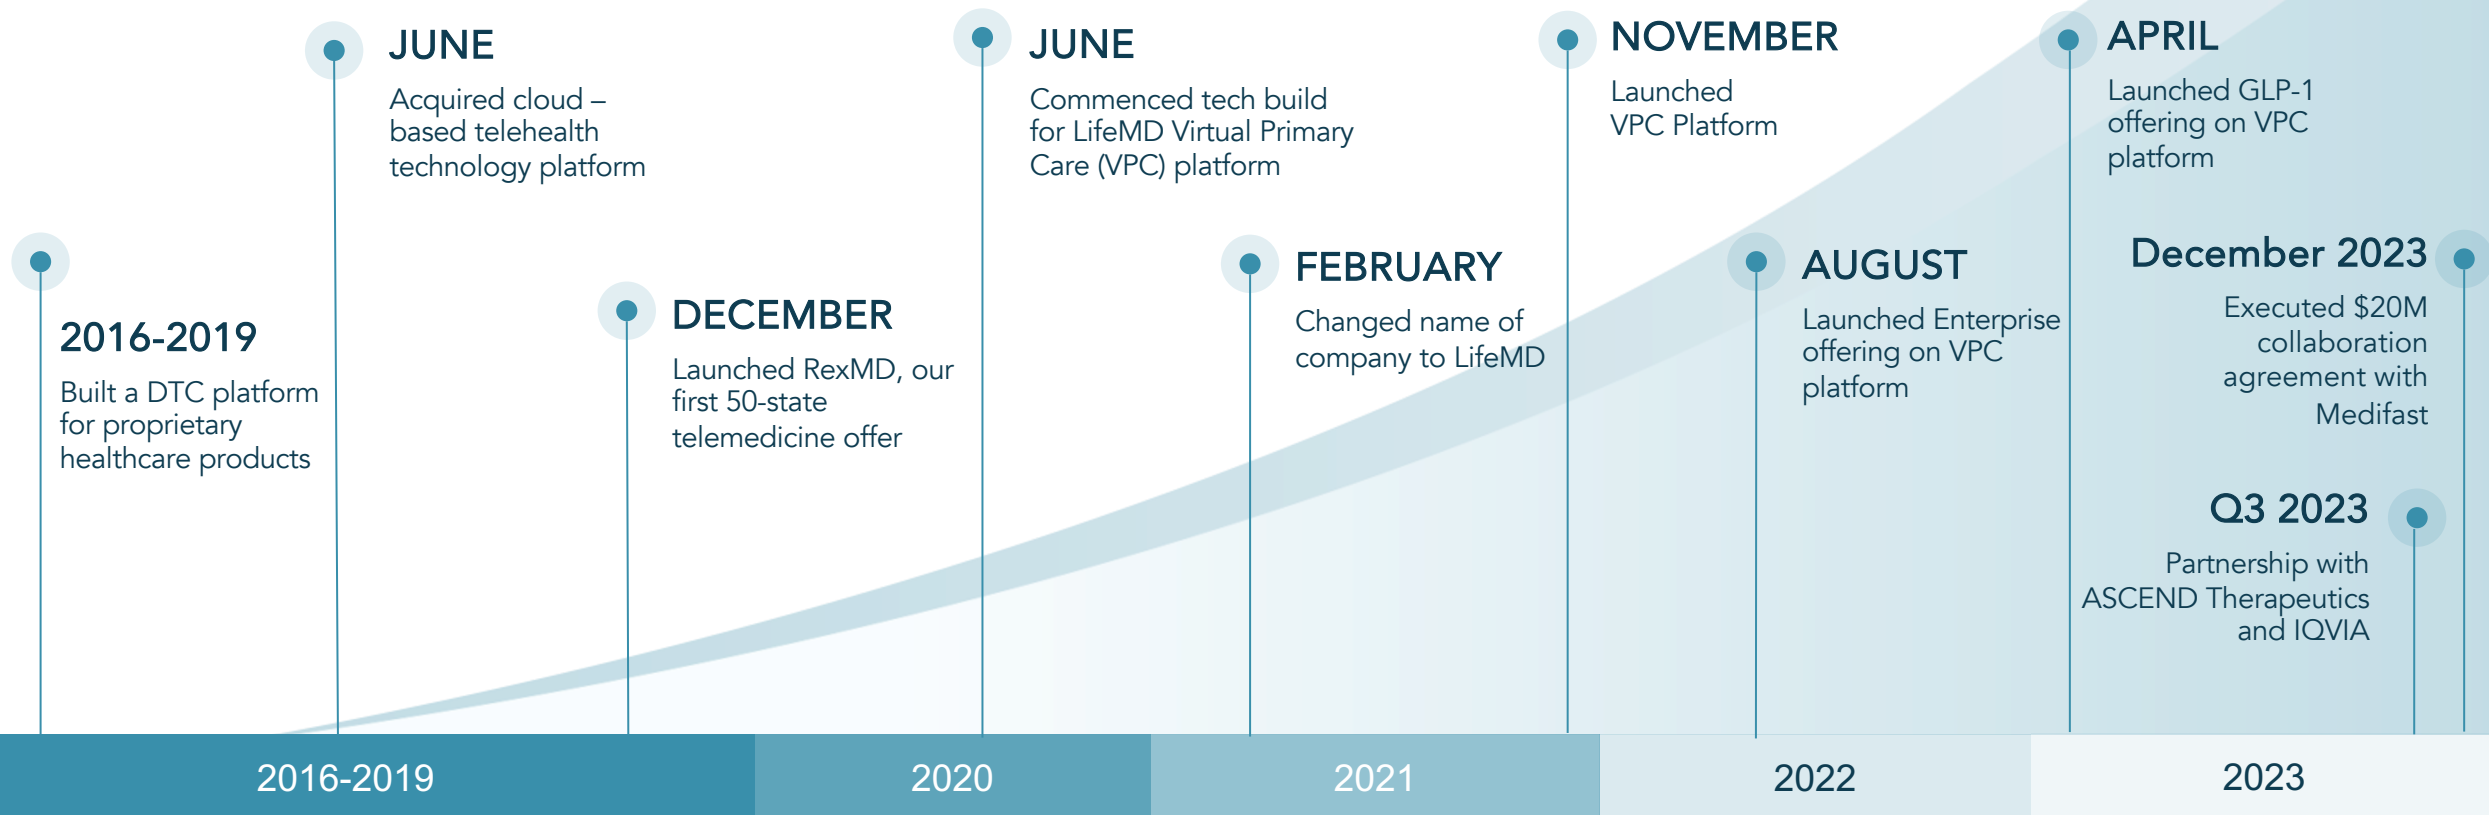 JUNE
Acquired cloud –
based telehealth
technology platform
JUNE
Commenced tech build
for LifeMD Virtual Primary
Care (VPC) platform
NOVEMBER
Launched
VPC Platform
APRIL
Launched GLP-1
offering on VPC
platform
2016-2019
Built a DTC platform
for proprietary
healthcare products
DECEMBER
Launched RexMD, our
first 50-state
telemedicine offer
FEBRUARY
Changed name of
company to LifeMD
AUGUST
Launched Enterprise
offering on VPC
platform
December 2023
Executed $20M
collaboration
agreement with
Medifast
Q3 2023
Partnership with
ASCEND Therapeutics
and IQVIA
2016-2019
2020
2021
2022
2023